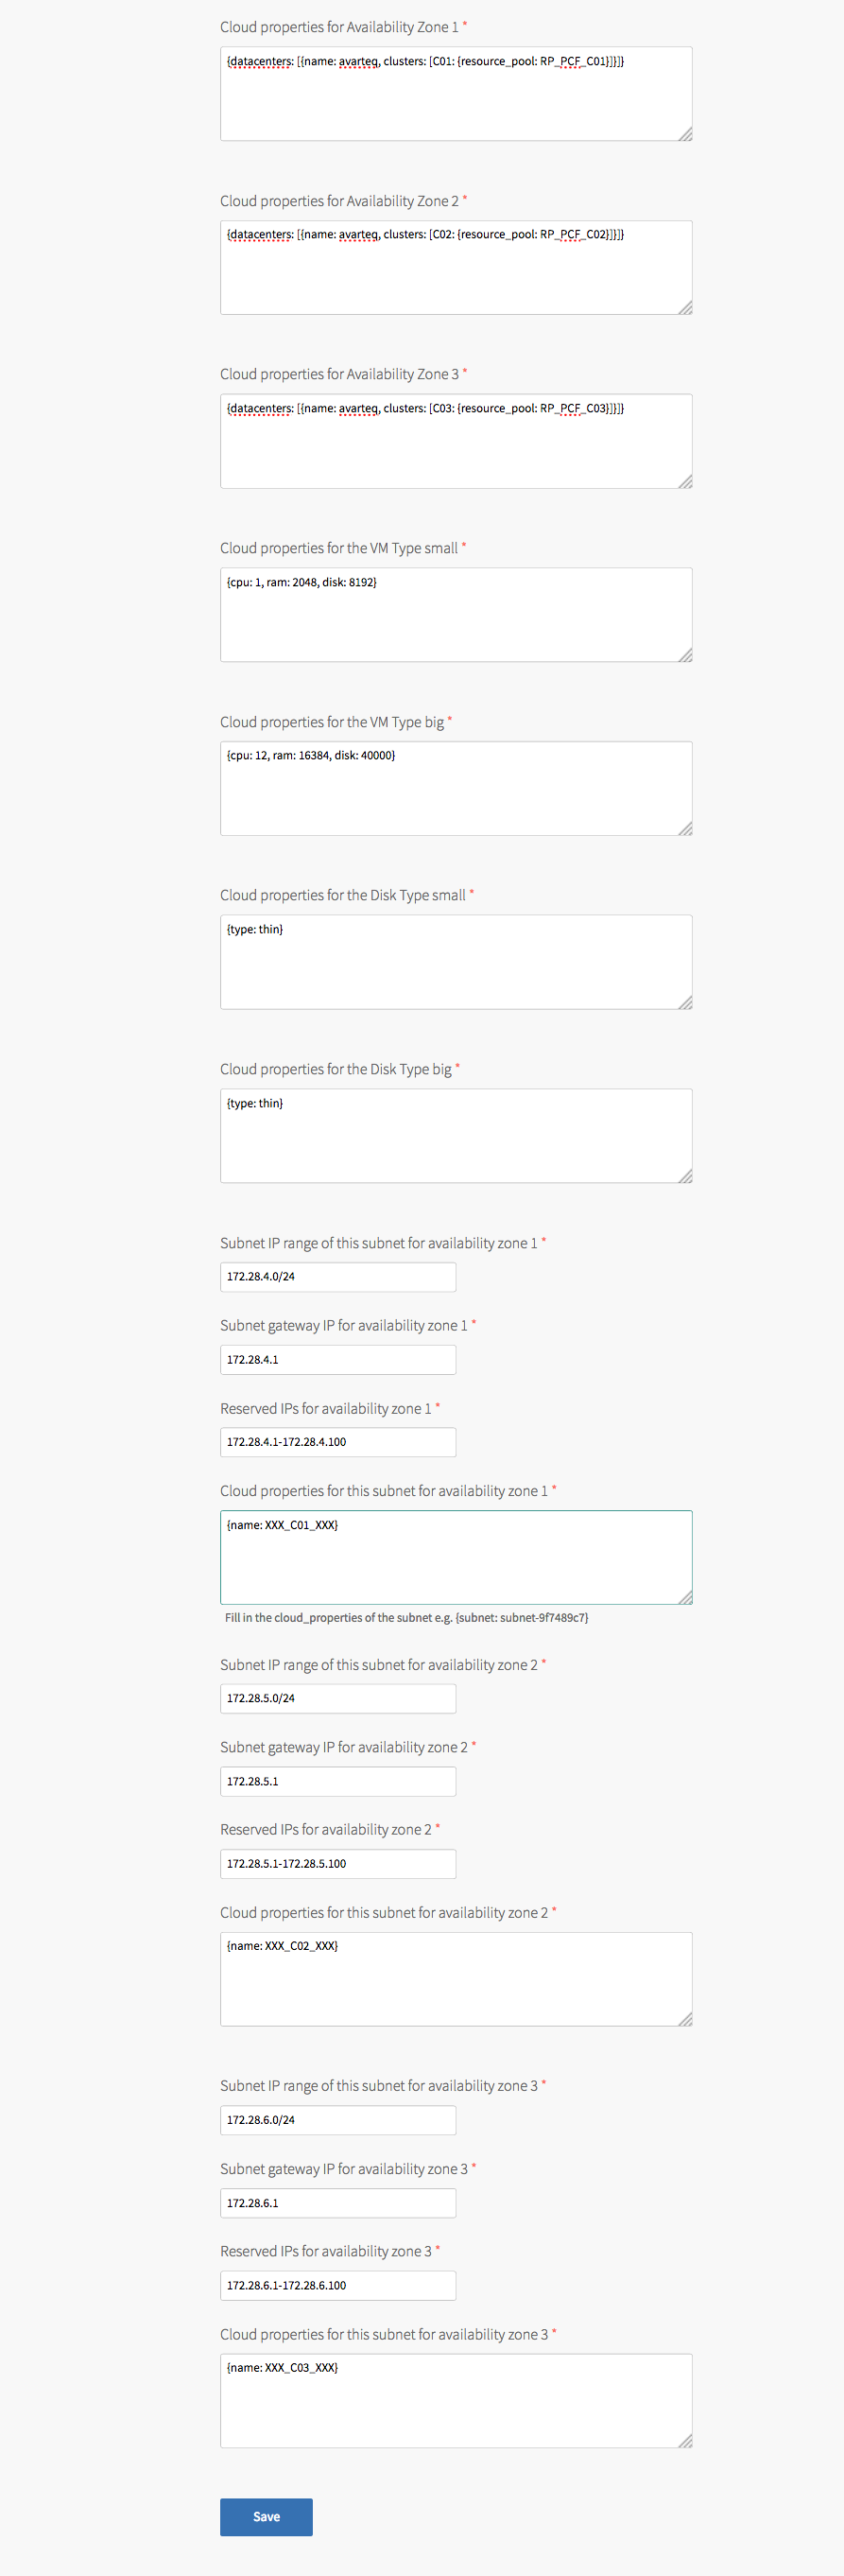 Cloud properties for Availability Zone 1 *
{datacenters: [{name: avarteq, clusters: [C01: {resource_pool: RP_PCF_C01}]}]}
Cloud properties for Availability Zone 2 *
{datacenters: [{name: avarteq, clusters: [C02: {resource_pool: RP_PCF_C02}]}]}
Cloud properties for Availability Zone 3 *
{datacenters: [{name: avarteq, clusters: [C03: {resource_pool: RP_PCF_C03}]}]}
Cloud properties for the VM Type small *
{cpu: 1, ram: 2048, disk: 8192}
Cloud properties for the VM Type big *
{cpu: 12, ram: 16384, disk: 40000}
Cloud properties for the Disk Type small *
{type: thin}
Cloud properties for the Disk Type big *
{type: thin}
Subnet IP range of this subnet for availability zone 1 *
172.28.4.0/24
Subnet gateway IP for availability zone 1 *
172.28.4.1
Reserved IPs for availability zone 1 *
172.28.4.1-172.28.4.100
Cloud properties for this subnet for availability zone 1 *
{name: XXX_C01_XXX}
Fill in the cloud_properties of the subnet e.g. {subnet: subnet-9f7489c7}
Subnet IP range of this subnet for availability zone 2 *
172.28.5.0/24
Subnet gateway IP for availability zone 2 *
172.28.5.1
Reserved IPs for availability zone 2 *
172.28.5.1-172.28.5.100
Cloud properties for this subnet for availability zone 2 *
{name: XXX_C02_XXX}
Subnet IP range of this subnet for availability zone 3 *
172.28.6.0/24
Subnet gateway IP for availability zone 3 *
172.28.6.1
Reserved IPs for availability zone 3 *
172.28.6.1-172.28.6.100
Cloud properties for this subnet for availability zone 3 *
{name: XXX_C03_XXX}
Save